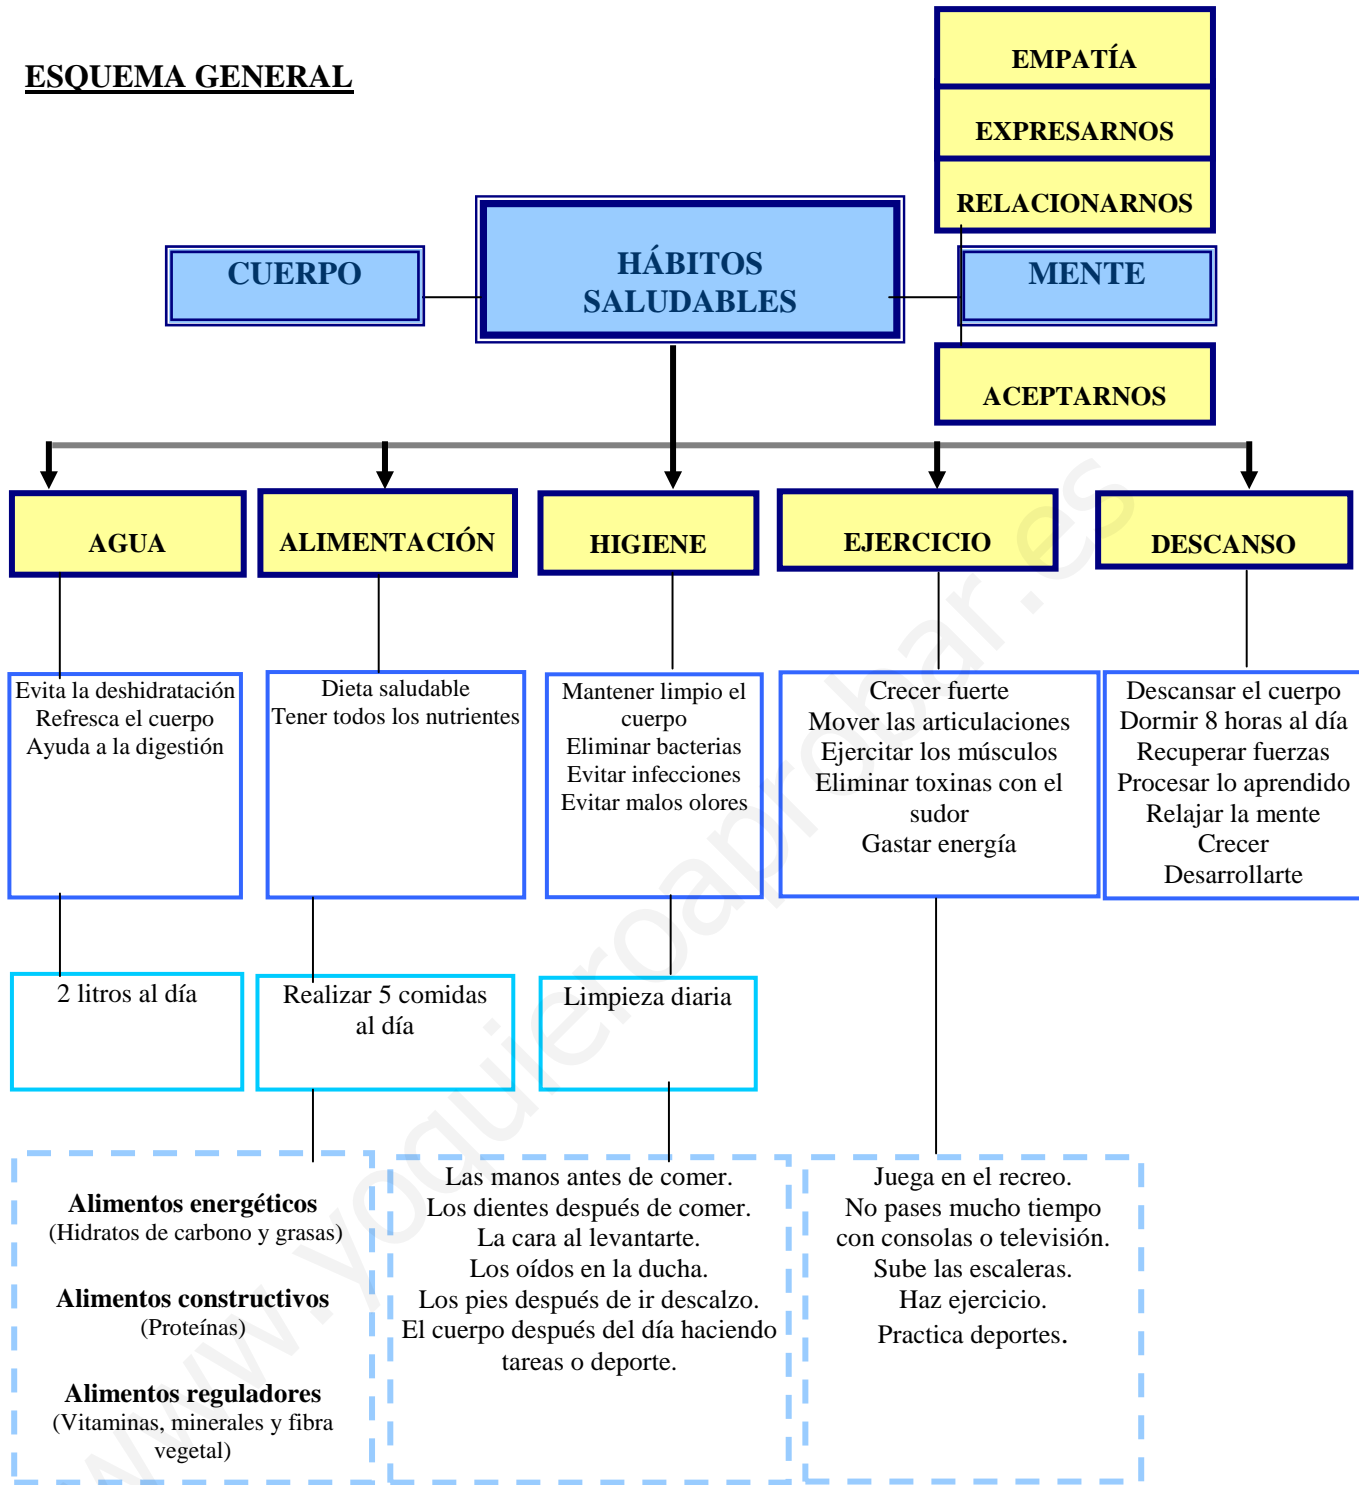 ESQUEMA GENERAL
EMPATÍA
EXPRESARNOS
RELACIONARNOS
CUERPO
HÁBITOS
SALUDABLES
MENTE
ACEPTARNOS
AGUA
ALIMENTACIÓN
HIGIENE
EJERCICIO
DESCANSO
Evita la deshidratación
Refresca el cuerpo
Ayuda a la digestión
Dieta saludable
Tener todos los nutrientes
Mantener limpio el
cuerpo
Eliminar bacterias
Evitar infecciones
Evitar malos olores
Crecer fuerte
Mover las articulaciones
Ejercitar los músculos
Eliminar toxinas con el
sudor
Gastar energía
Descansar el cuerpo
Dormir 8 horas al día
Recuperar fuerzas
Procesar lo aprendido
Relajar la mente
Crecer
Desarrollarte
2 litros al día
Realizar 5 comidas
al día
Limpieza diaria
Alimentos energéticos
(Hidratos de carbono y grasas)
Alimentos constructivos
(Proteínas)
Alimentos reguladores
(Vitaminas, minerales y fibra
vegetal)
Las manos antes de comer.
Los dientes después de comer.
La cara al levantarte.
Los oídos en la ducha.
Los pies después de ir descalzo.
El cuerpo después del día haciendo
tareas o deporte.
Juega en el recreo.
No pases mucho tiempo
con consolas o televisión.
Sube las escaleras.
Haz ejercicio.
Practica deportes.
www.yoquieroaprobar.es